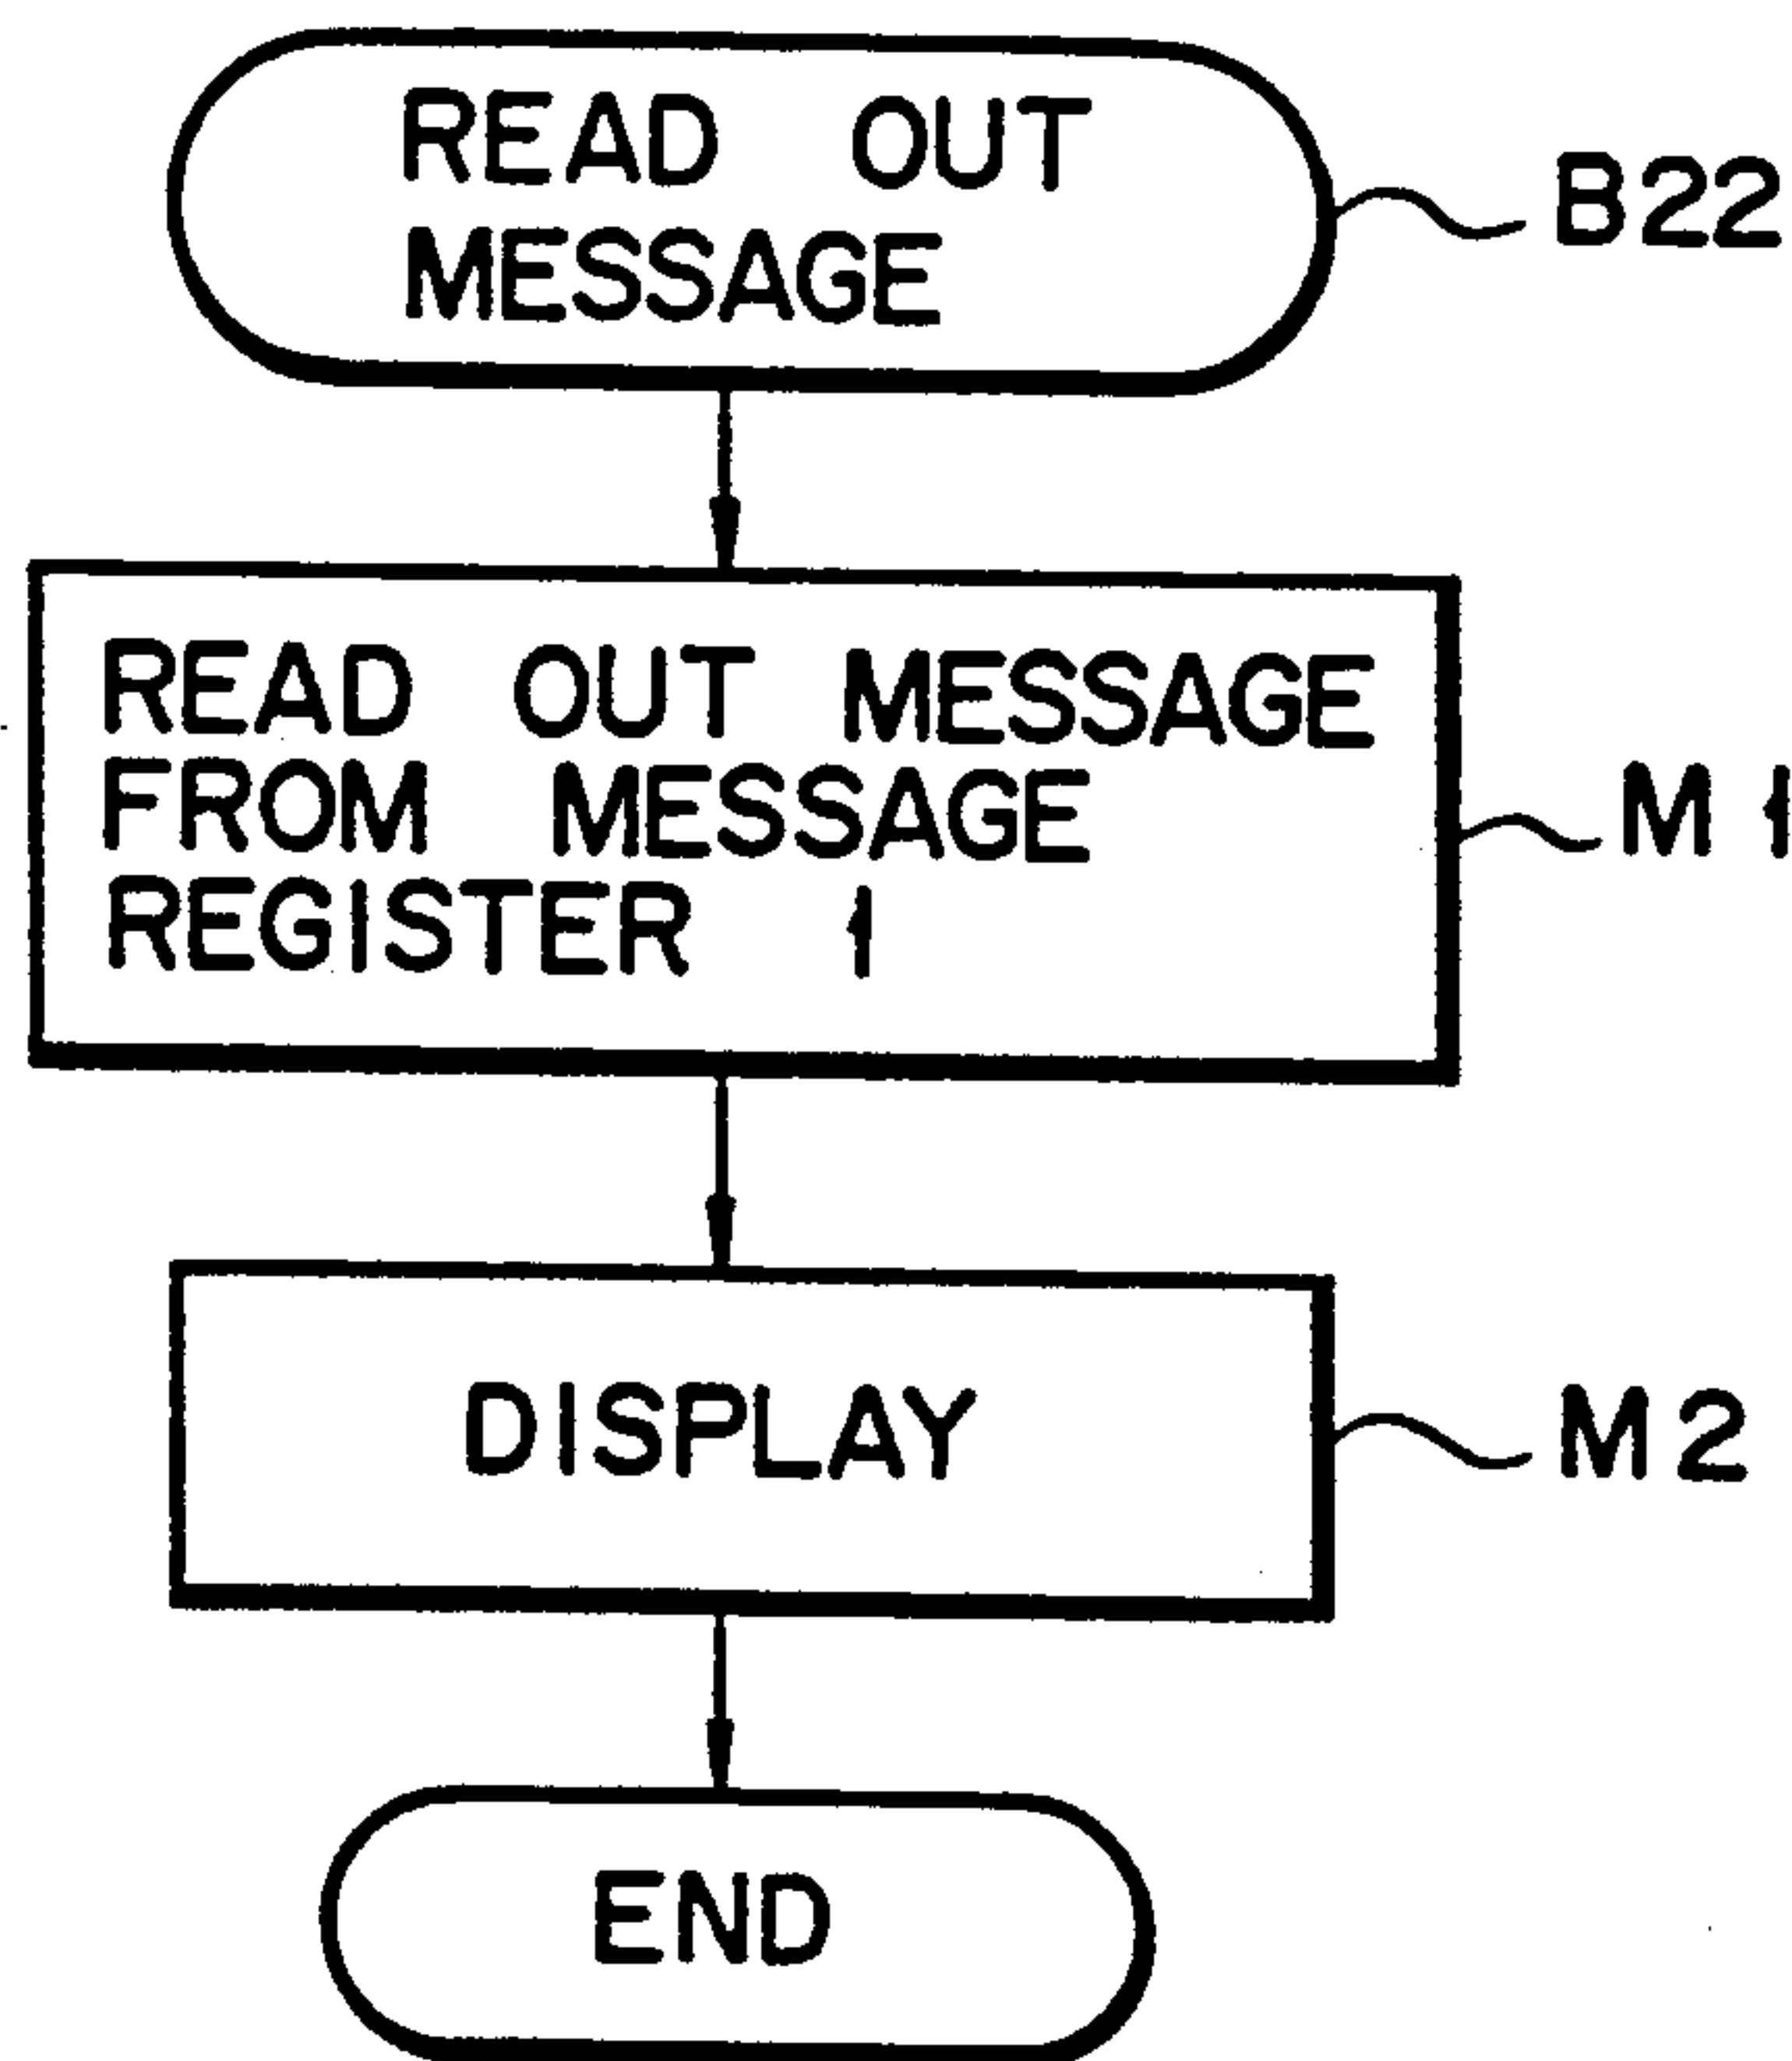 READ OUT
MESSAGE
B22
READ OUT MESSAGE
FROM MESSAGE
REGISTER 1
M1
DISPLAY
M2
END